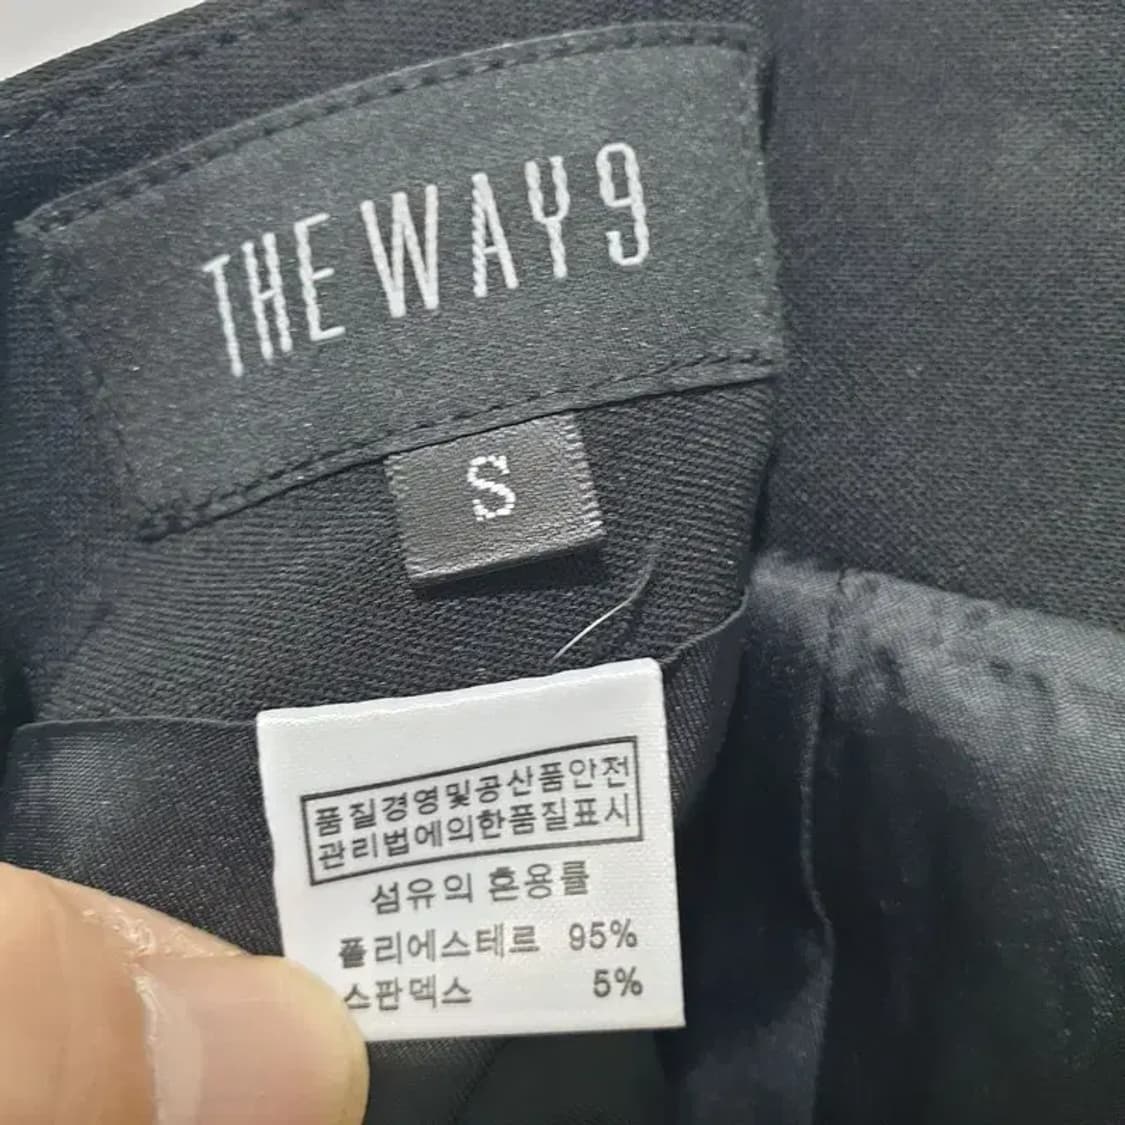 THE WAY 9
S
품질경영및공산품안전
관리법에의한품질표시
섬유의 혼용률
폴리에스테르 95%
스판덱스 5%